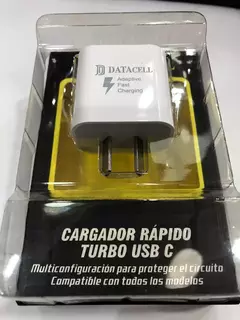 DATACELL
Adaptive
Fast
Charging
CARGADOR RÁPIDO
TURBO USB C
Multiconfiguración para proteger el circuito
Compatible con todos los modelos